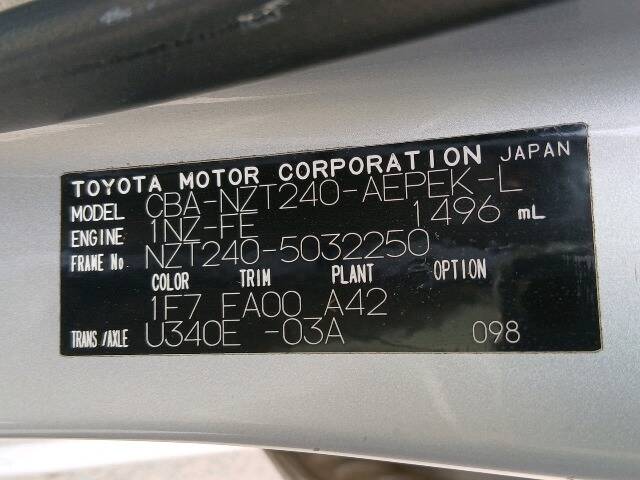 TOYOTA MOTOR CORPORATION JAPAN
MODEL CBA-NZT240-AEPEK-L
ENGINE 1NZ-FE 1496 mL
FRAME No NZT240-5032250
COLOR TRIM PLANT OPTION
1F7 EA00 A42
TRANS/AXLE U340E -03A 098